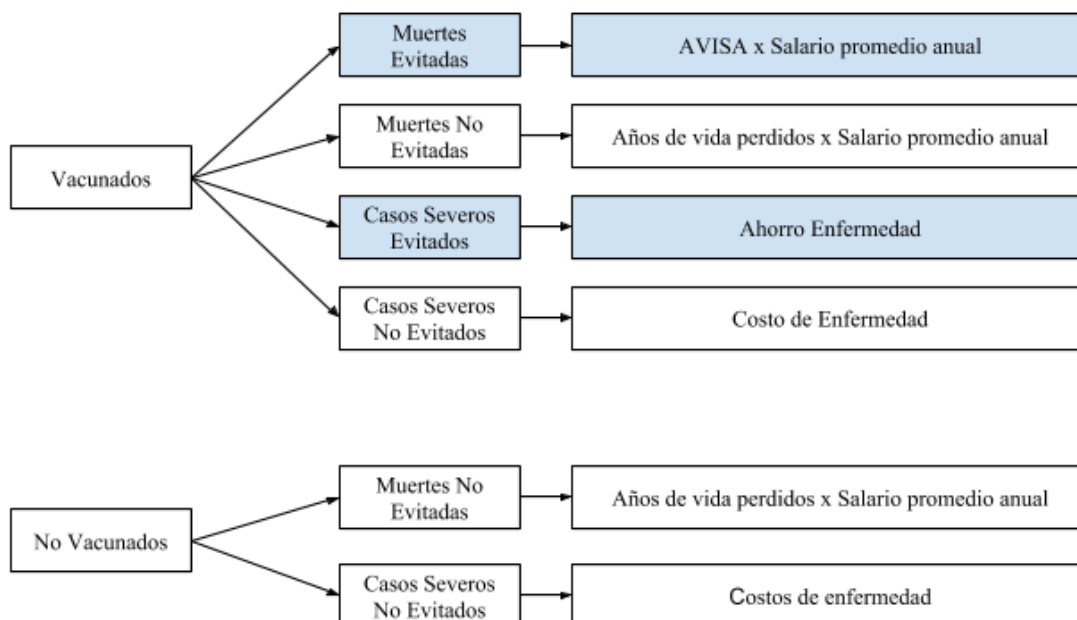 Muertes
Evitadas
AVISA x Salario promedio anual
Muertes No
Evitadas
Años de vida perdidos x Salario promedio anual
Vacunados
Casos Severos
Evitados
Ahorro Enfermedad
Casos Severos
No Evitados
Costo de Enfermedad
Muertes No
Evitadas
Años de vida perdidos x Salario promedio anual
No Vacunados
Casos Severos
No Evitados
Costos de enfermedad